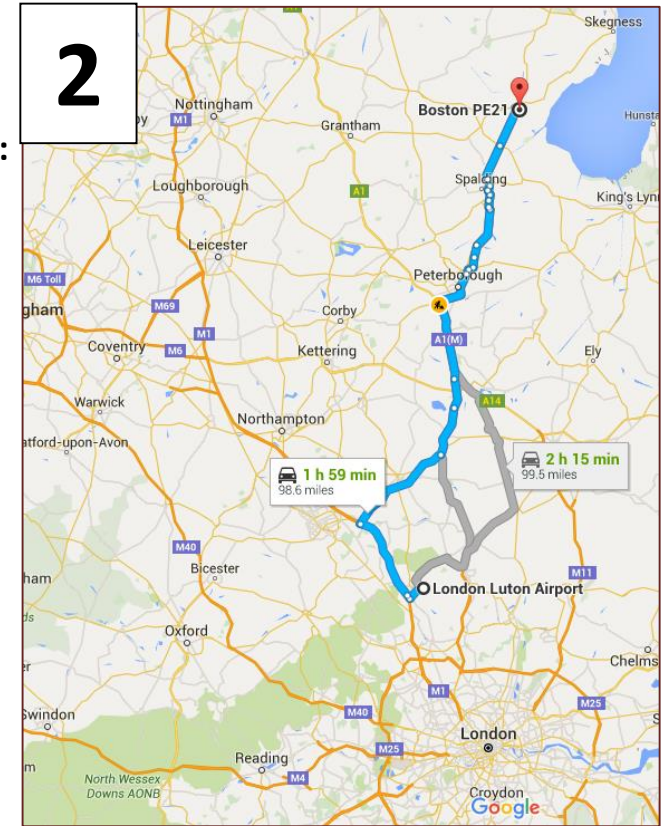 2
:
Skegness
Nottingham
by
M1
Boston PE21
Grantham
Hunsta
A1
Spalding
Loughborough
King's Lynn
Leicester
M6 Toll
Peterborough
gham
M69
Corby
M1
A1(M)
Coventry
M6
Kettering
Ely
Warwick
A14
Northampton
atford-upon-Avon
1 h 59 min
98.6 miles
2 h 15 min
99.5 miles
M40
Bicester
M11
ham
London Luton Airport
ds
Oxford
er
Chelms
M1
Swindon
M40
M25
S
London
M25
Reading
m
M4
North Wessex
Downs AONB
Croydon
Google